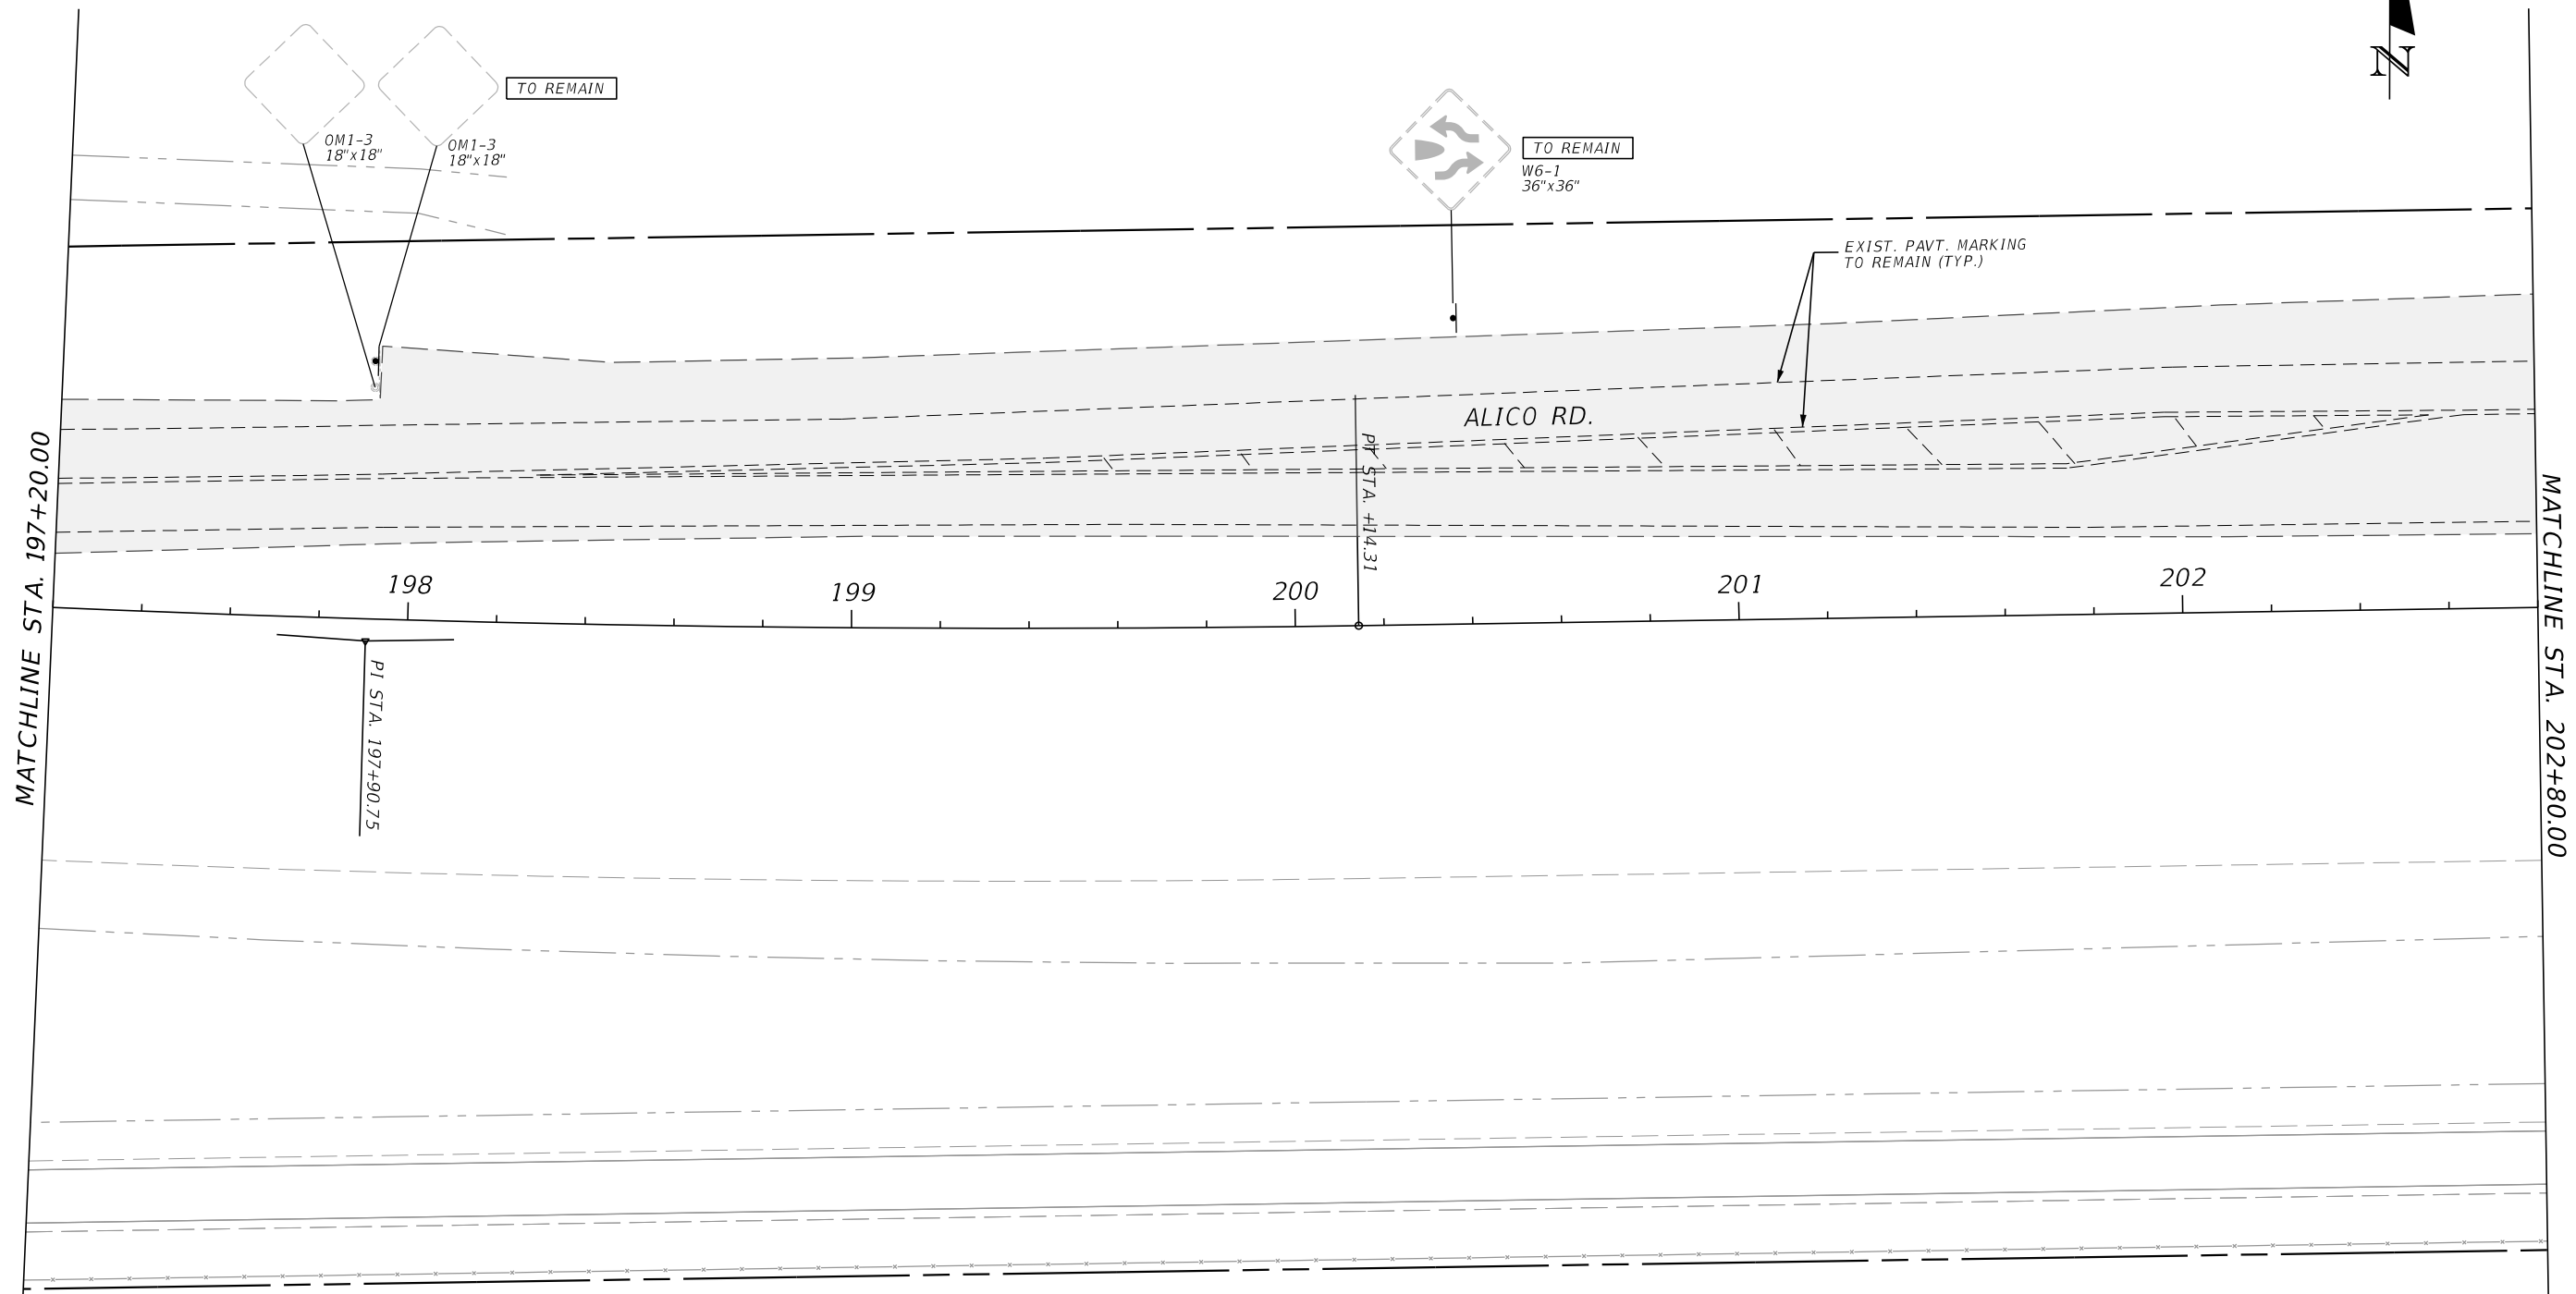 N
TO REMAIN
OM1-3
18"x18"
OM1-3
18"x18"
TO REMAIN
W6-1
36"x36"
EXIST. PAVT. MARKING
TO REMAIN (TYP.)
ALICO RD.
PT STA. +14.31
MATCHLINE STA. 197+20.00
MATCHLINE STA. 202+80.00
198
199
200
201
202
PI STA. 197+90.75